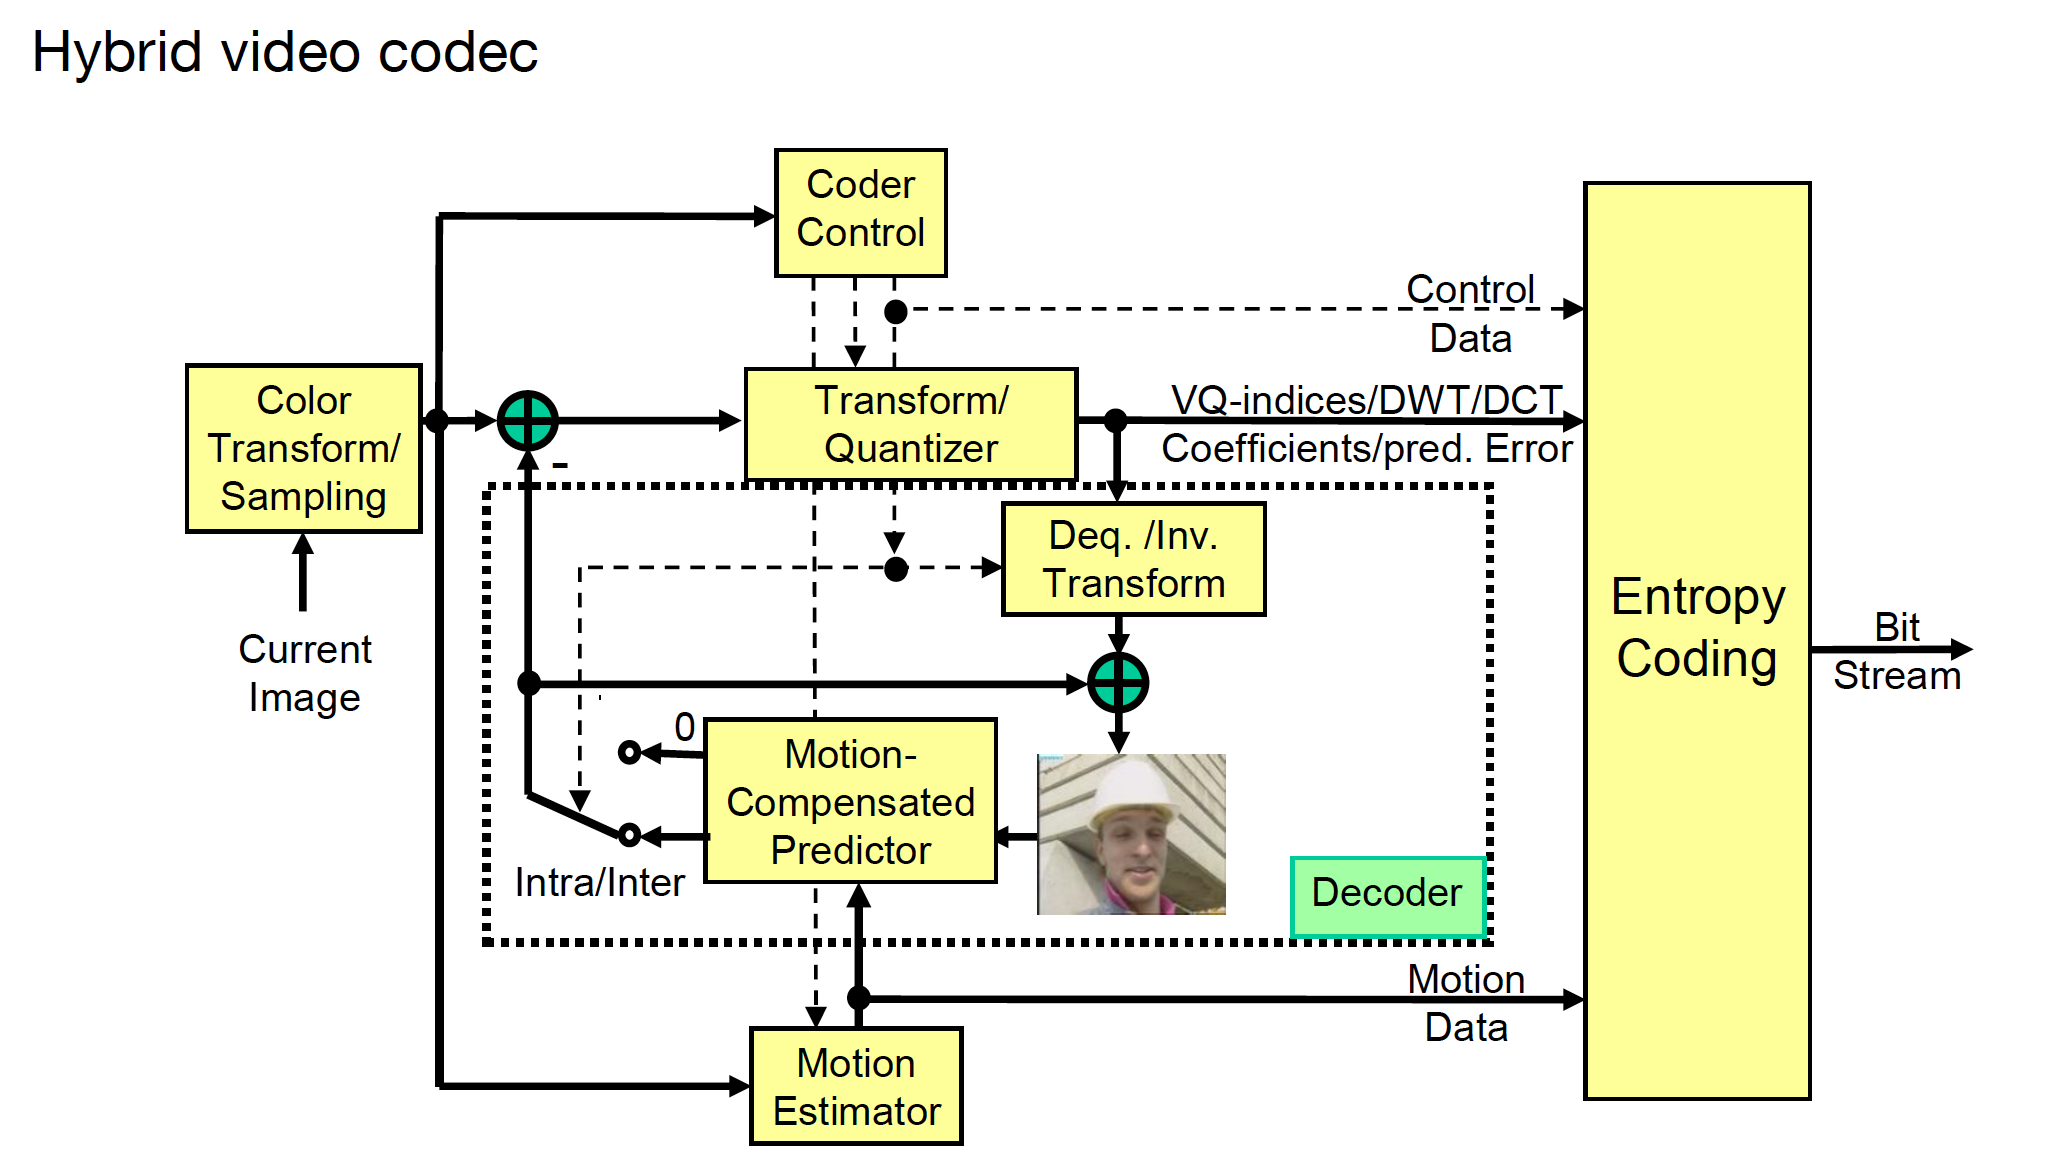 Hybrid video codec
Coder
Control
Control
Data
Color
Transform/
Sampling
Transform/
Quantizer
VQ-indices/DWT/DCT
Coefficients/pred. Error
-
Deq. /Inv.
Transform
Entropy
Coding
Bit
Stream
Current
Image
0
Motion-
Compensated
Predictor
Intra/Inter
Decoder
Motion
Data
Motion
Estimator